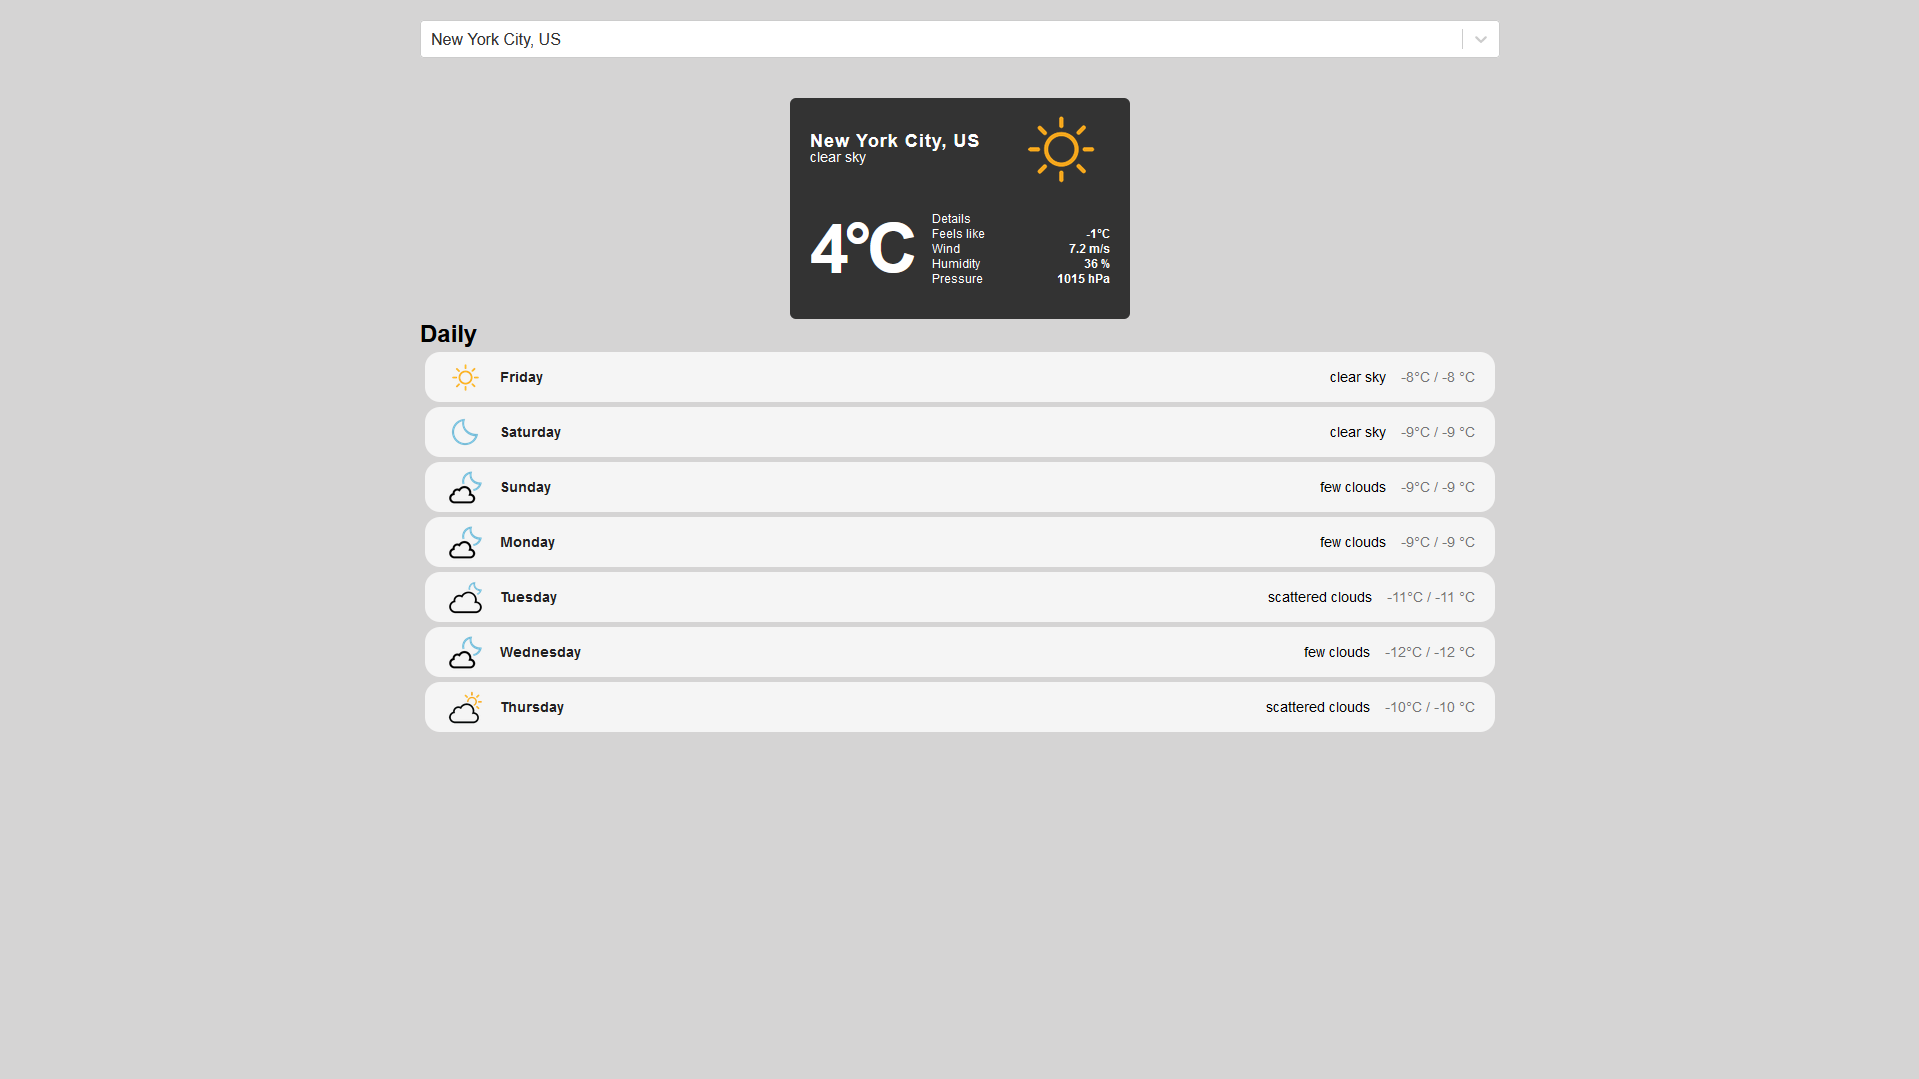 New York City, US
New York City, US
clear sky
4°C
Details
Feels like -1°C
Wind 7.2 m/s
Humidity 36 %
Pressure 1015 hPa
Daily
Friday clear sky -8°C / -8 °C
Saturday clear sky -9°C / -9 °C
Sunday few clouds -9°C / -9 °C
Monday few clouds -9°C / -9 °C
Tuesday scattered clouds -11°C / -11 °C
Wednesday few clouds -12°C / -12 °C
Thursday scattered clouds -10°C / -10 °C